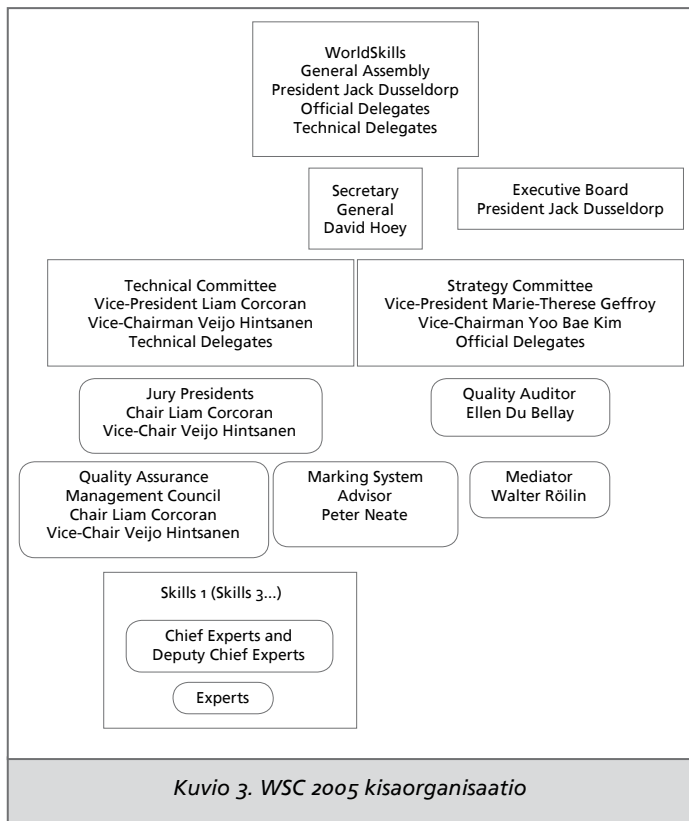 WorldSkills
General Assembly
President Jack Dusseldorp
Official Delegates
Technical Delegates
Secretary
General
David Hoey
Executive Board
President Jack Dusseldorp
Technical Committee
Vice-President Liam Corcoran
Vice-Chairman Veijo Hintsanen
Technical Delegates
Strategy Committee
Vice-President Marie-Therese Geffroy
Vice-Chairman Yoo Bae Kim
Official Delegates
Jury Presidents
Chair Liam Corcoran
Vice-Chair Veijo Hintsanen
Quality Auditor
Ellen Du Bellay
Quality Assurance
Management Council
Chair Liam Corcoran
Vice-Chair Veijo Hintsanen
Marking System
Advisor
Peter Neate
Mediator
Walter Röilin
Skills 1 (Skills 3...)
Chief Experts and
Deputy Chief Experts
Experts
Kuvio 3. WSC 2005 kisaorganisaatio